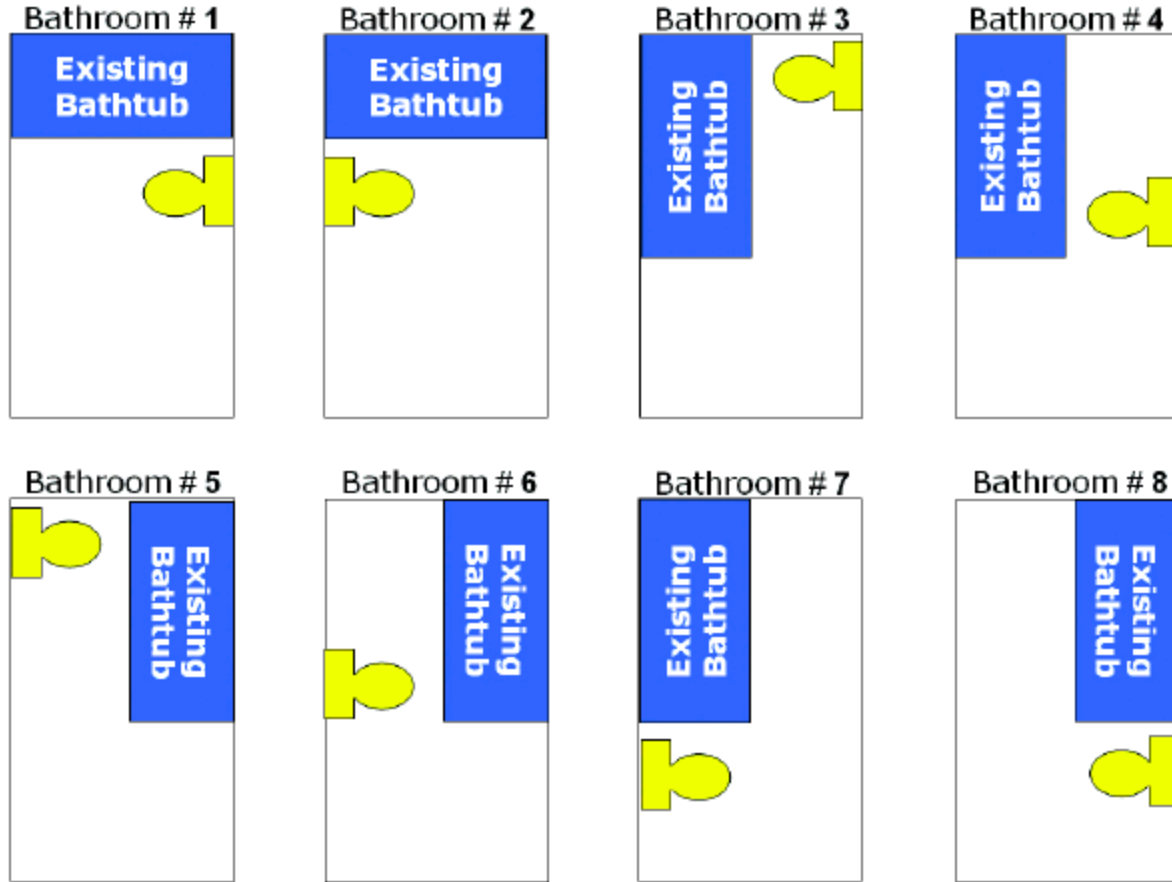 Bathroom # 1
Existing
Bathtub
Bathroom # 2
Existing
Bathtub
Bathroom # 3
Existing
Bathtub
Bathroom # 4
Existing
Bathtub
Bathroom # 5
Existing
Bathtub
Bathroom # 6
Existing
Bathtub
Bathroom # 7
Existing
Bathtub
Bathroom # 8
Existing
Bathtub